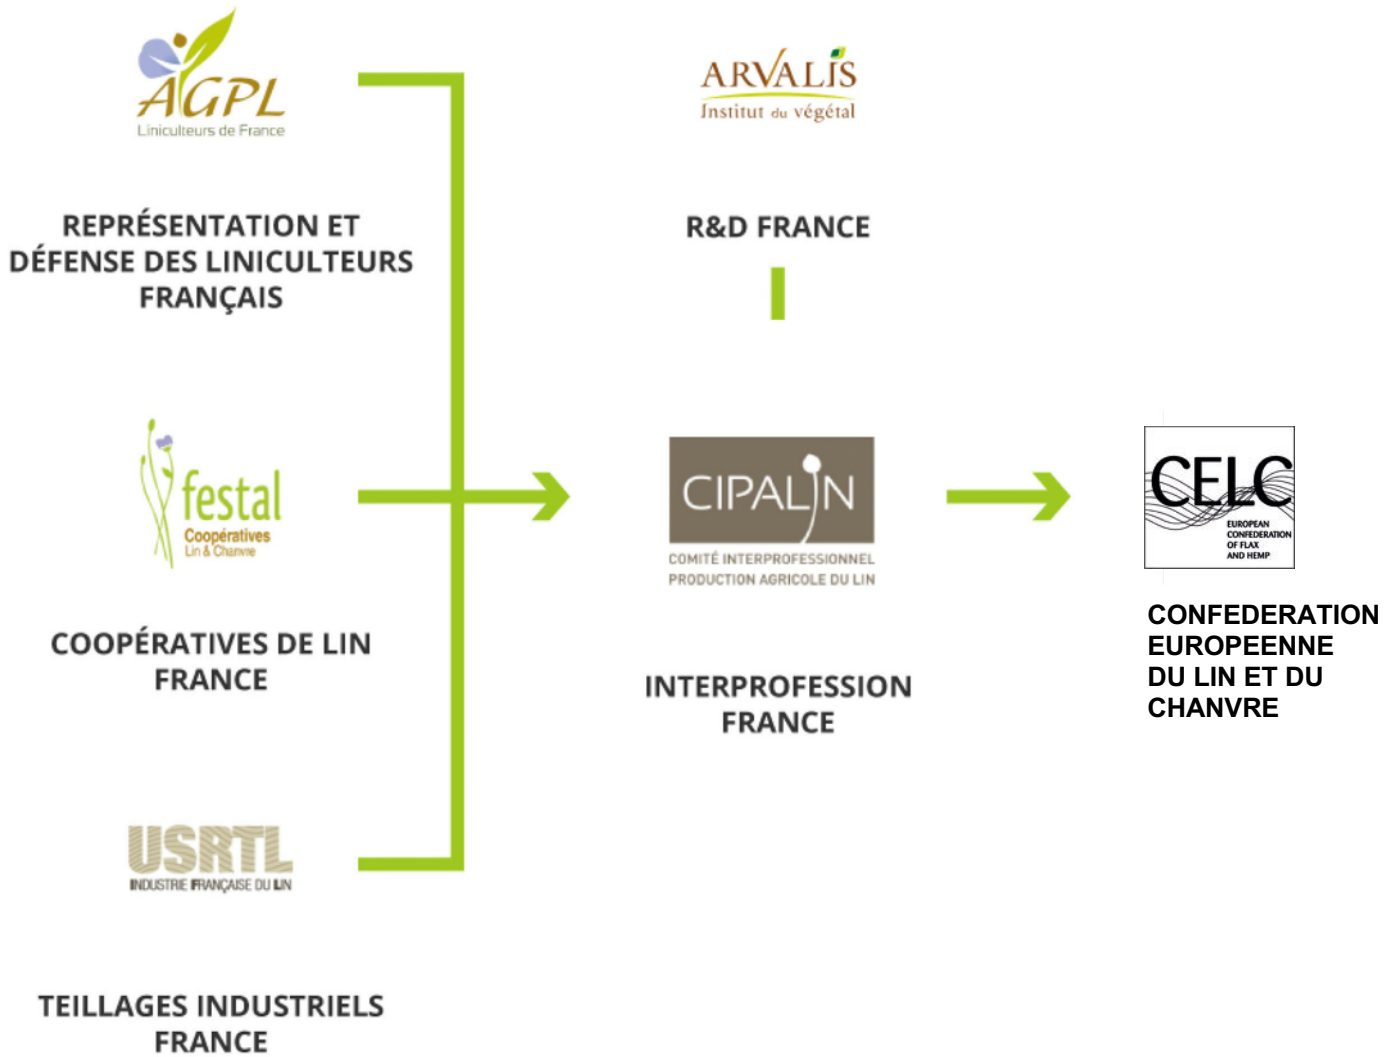 AGPL
Liniculteurs de France
REPRÉSENTATION ET
DÉFENSE DES LINICULTEURS
FRANÇAIS
ARVALIS
Institut du végétal
R&D FRANCE
festal
Coopératives
Lin & Chanvre
COOPÉRATIVES DE LIN
FRANCE
CIPALIN
COMITÉ INTERPROFESSIONNEL
PRODUCTION AGRICOLE DU LIN
INTERPROFESSION
FRANCE
CELC
EUROPEAN
CONFEDERATION
OF FLAX
AND HEMP
CONFEDERATION
EUROPEENNE
DU LIN ET DU
CHANVRE
USRTL
INDUSTRIE FRANÇAISE DU LIN
TEILLAGES INDUSTRIELS
FRANCE